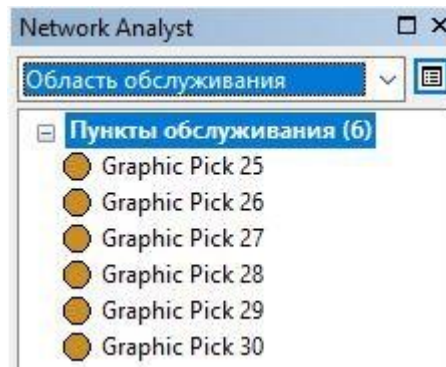 Network Analyst
Область обслуживания
Пункты обслуживания (6)
Graphic Pick 25
Graphic Pick 26
Graphic Pick 27
Graphic Pick 28
Graphic Pick 29
Graphic Pick 30